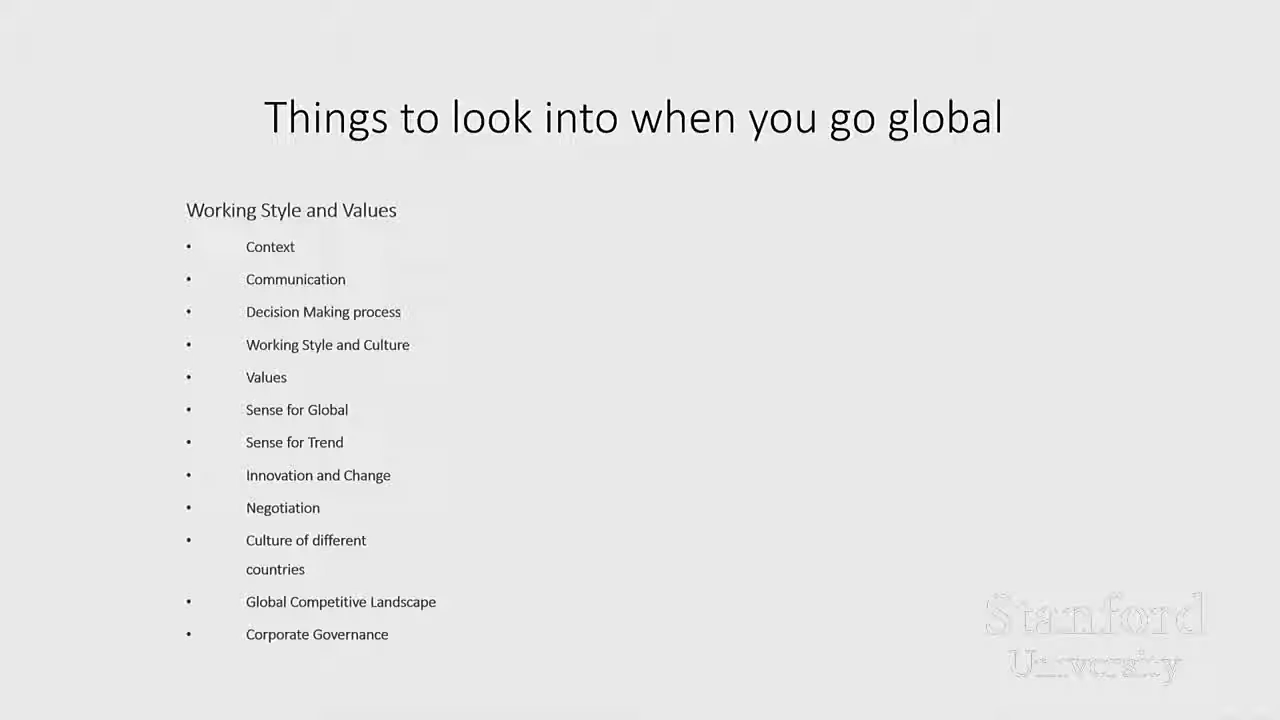 Things to look into when you go global
Working Style and Values
• Context
• Communication
• Decision Making process
• Working Style and Culture
• Values
• Sense for Global
• Sense for Trend
• Innovation and Change
• Negotiation
• Culture of different
countries
• Global Competitive Landscape
• Corporate Governance
Stanford
University